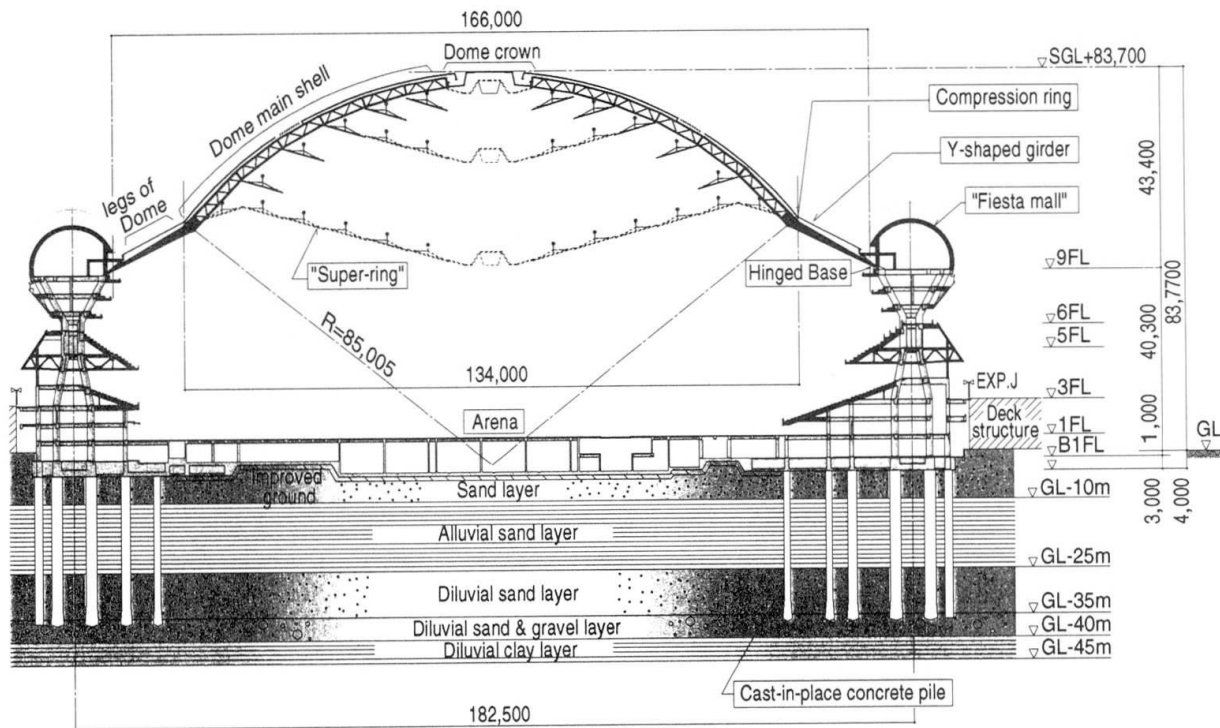 166,000
Dome crown
SGL+83,700
Dome main shell
Compression ring
Y-shaped girder
legs of
Dome
"Fiesta mall"
43,400
"Super-ring"
Hinged Base
9FL
83,7700
R=85,005
6FL
5FL
40,300
134,000
EXP.J
3FL
Arena
Deck
structure
1FL
1,000
GL
B1FL
Improved
ground
Sand layer
GL-10m
3,000
4,000
Alluvial sand layer
GL-25m
Diluvial sand layer
GL-35m
Diluvial sand & gravel layer
GL-40m
Diluvial clay layer
GL-45m
Cast-in-place concrete pile
182,500